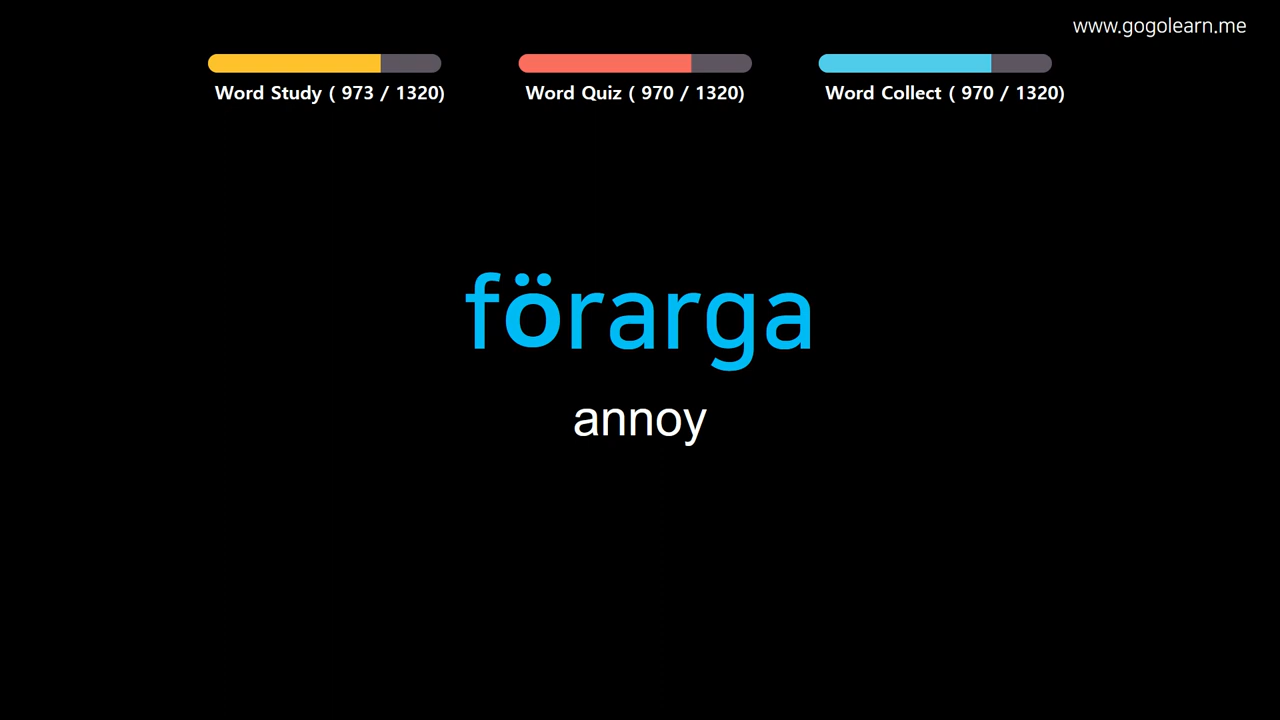 www.gogolearn.me
Word Study ( 973 / 1320)
Word Quiz ( 970 / 1320)
Word Collect ( 970 / 1320)
förarga
annoy